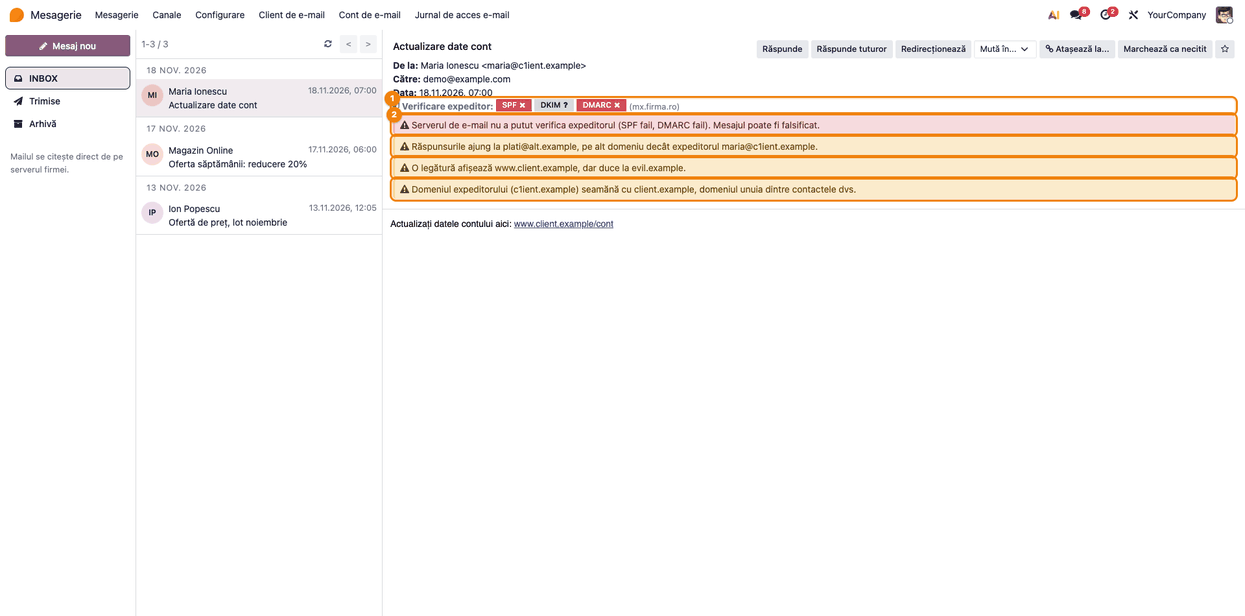 Mesagerie Mesagerie Canale Configurare Client de e-mail Cont de e-mail Jurnal de acces e-mail AI 6 2 YourCompany
Mesaj nou
INBOX
Trimise
Arhivă
Mailul se citește direct de pe
serverul firmei.
1-3 / 3 < >
18 NOV. 2026
MI Maria Ionescu 18.11.2026, 07:00
Actualizare date cont
17 NOV. 2026
MO Magazin Online 17.11.2026, 06:00
Oferta săptămânii: reducere 20%
13 NOV. 2026
IP Ion Popescu 13.11.2026, 12:05
Ofertă de preț, lot noiembrie
Actualizare date cont
Răspunde Răspunde tuturor Redirecționează Mută în... Atașează la... Marchează ca necitit
De la: Maria Ionescu <maria@c1ient.example>
Către: demo@example.com
Data: 18.11.2026, 07:00
1 Verificare expeditor: SPF × DKIM ? DMARC × (mx.firma.ro)
2
Serverul de e-mail nu a putut verifica expeditorul (SPF fail, DMARC fail). Mesajul poate fi falsificat.
Răspunsurile ajung la plati@alt.example, pe alt domeniu decât expeditorul maria@c1ient.example.
O legătură afișează www.client.example, dar duce la evil.example.
Domeniul expeditorului (c1ient.example) seamănă cu client.example, domeniul unuia dintre contactele dvs.
Actualizați datele contului aici: www.client.example/cont